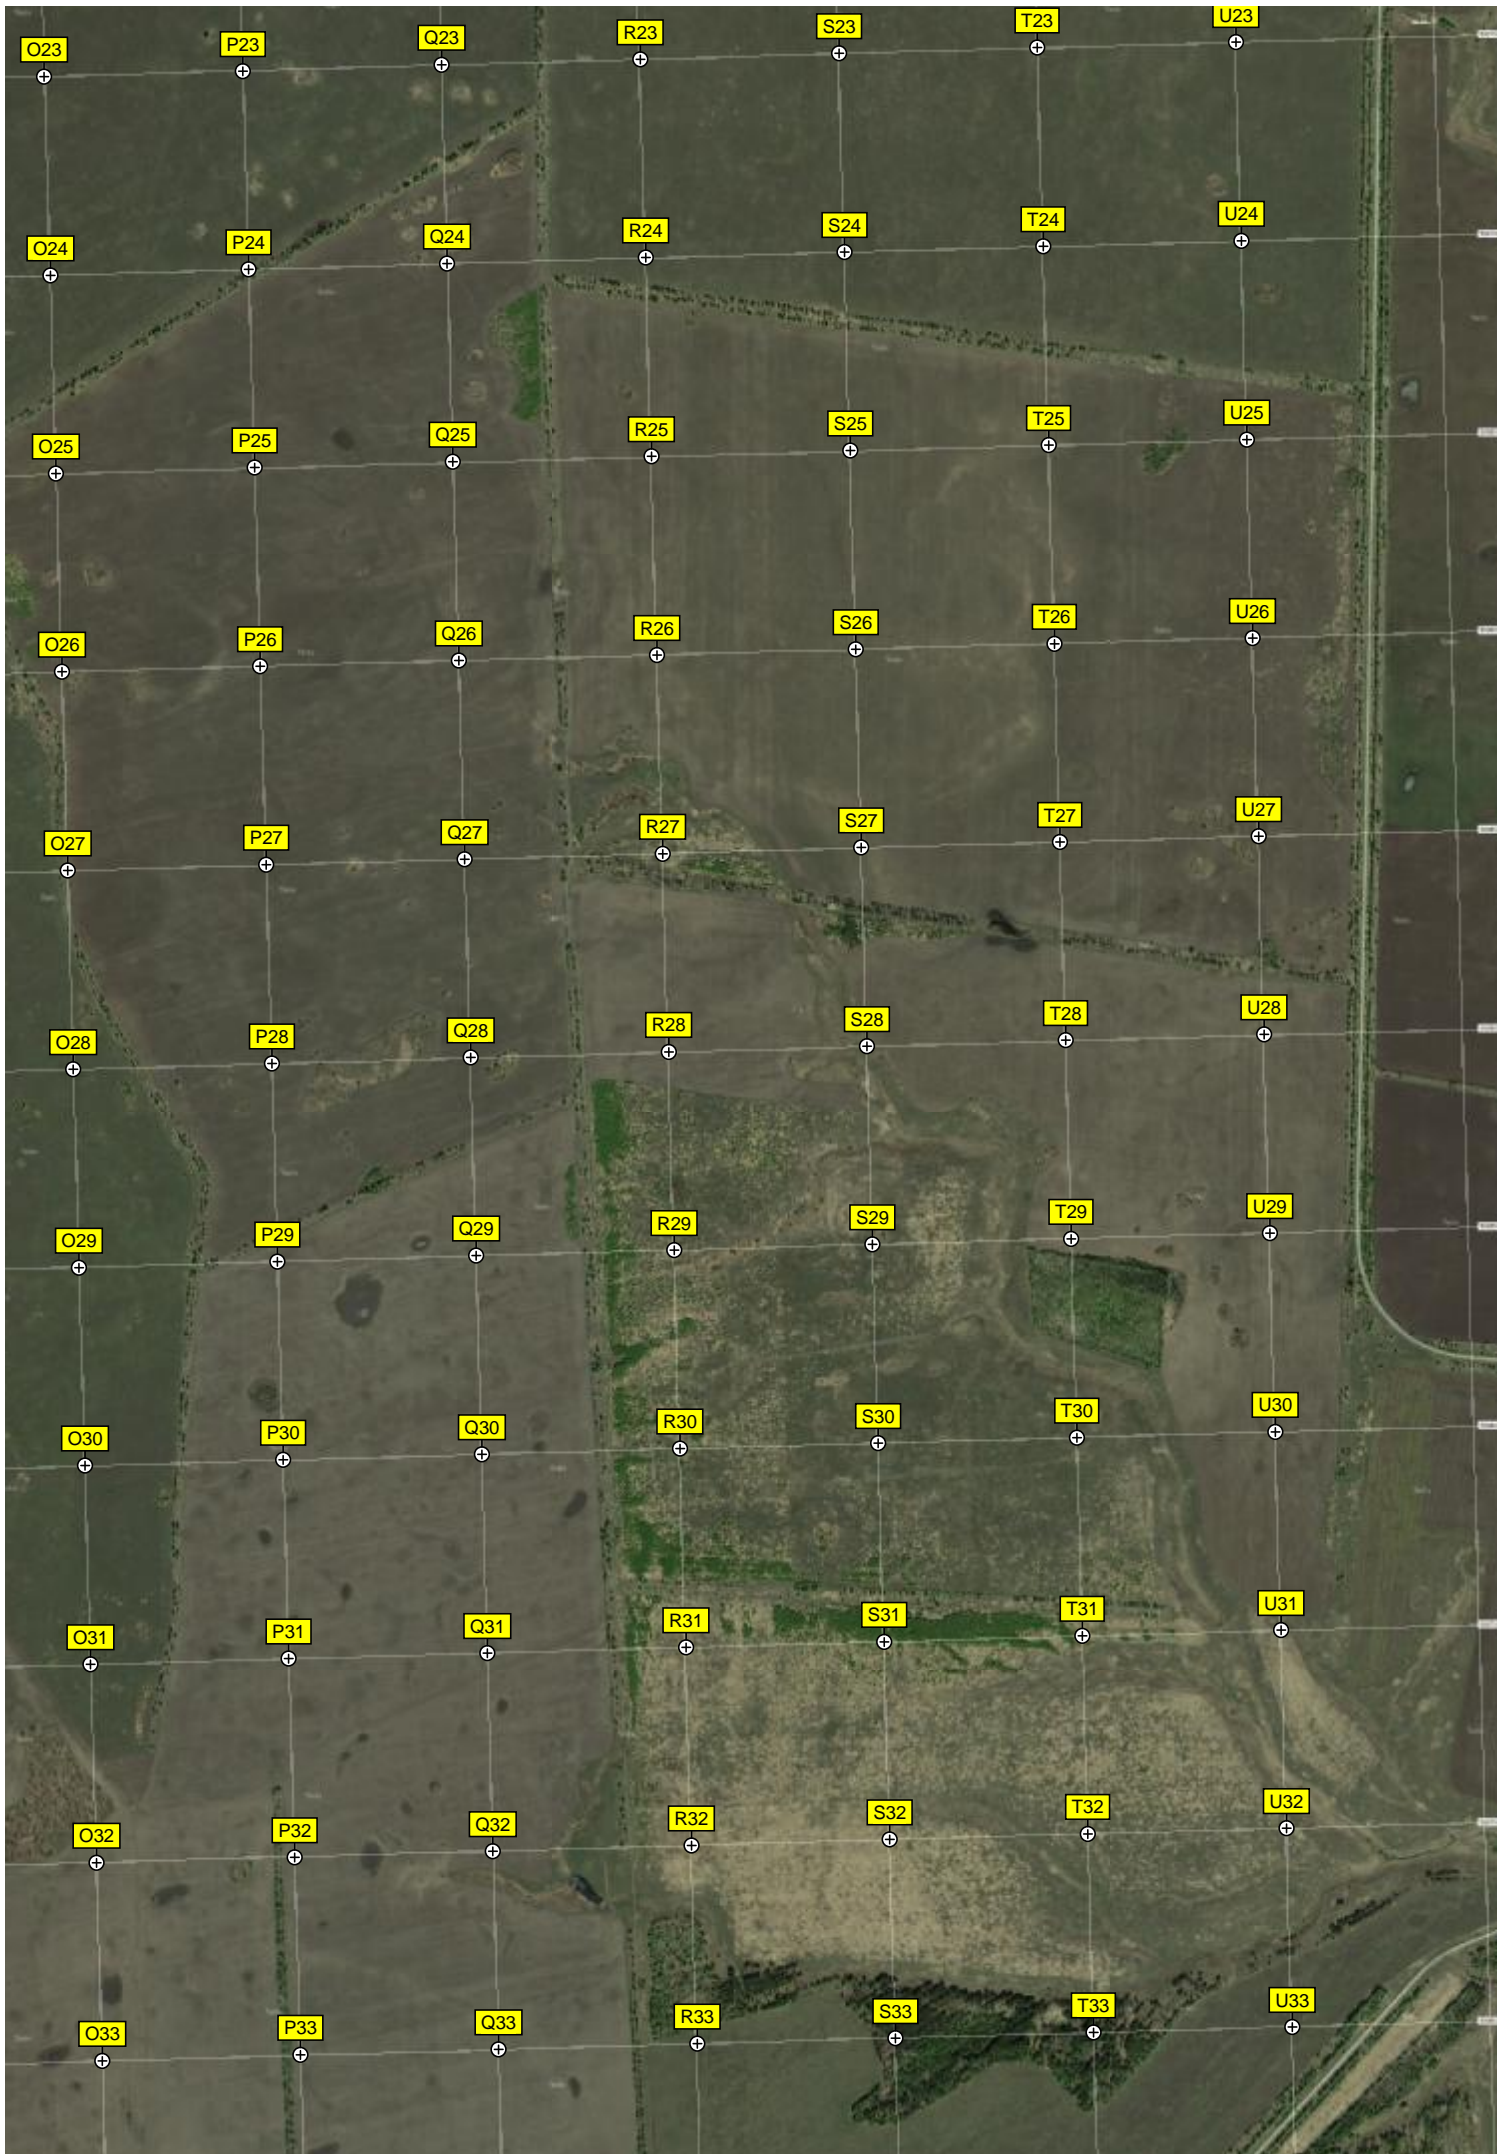 O23 P23 Q23 R23 S23 T23 U23
O24 P24 Q24 R24 S24 T24 U24
O25 P25 Q25 R25 S25 T25 U25
O26 P26 Q26 R26 S26 T26 U26
O27 P27 Q27 R27 S27 T27 U27
O28 P28 Q28 R28 S28 T28 U28
O29 P29 Q29 R29 S29 T29 U29
O30 P30 Q30 R30 S30 T30 U30
O31 P31 Q31 R31 S31 T31 U31
O32 P32 Q32 R32 S32 T32 U32
O33 P33 Q33 R33 S33 T33 U33